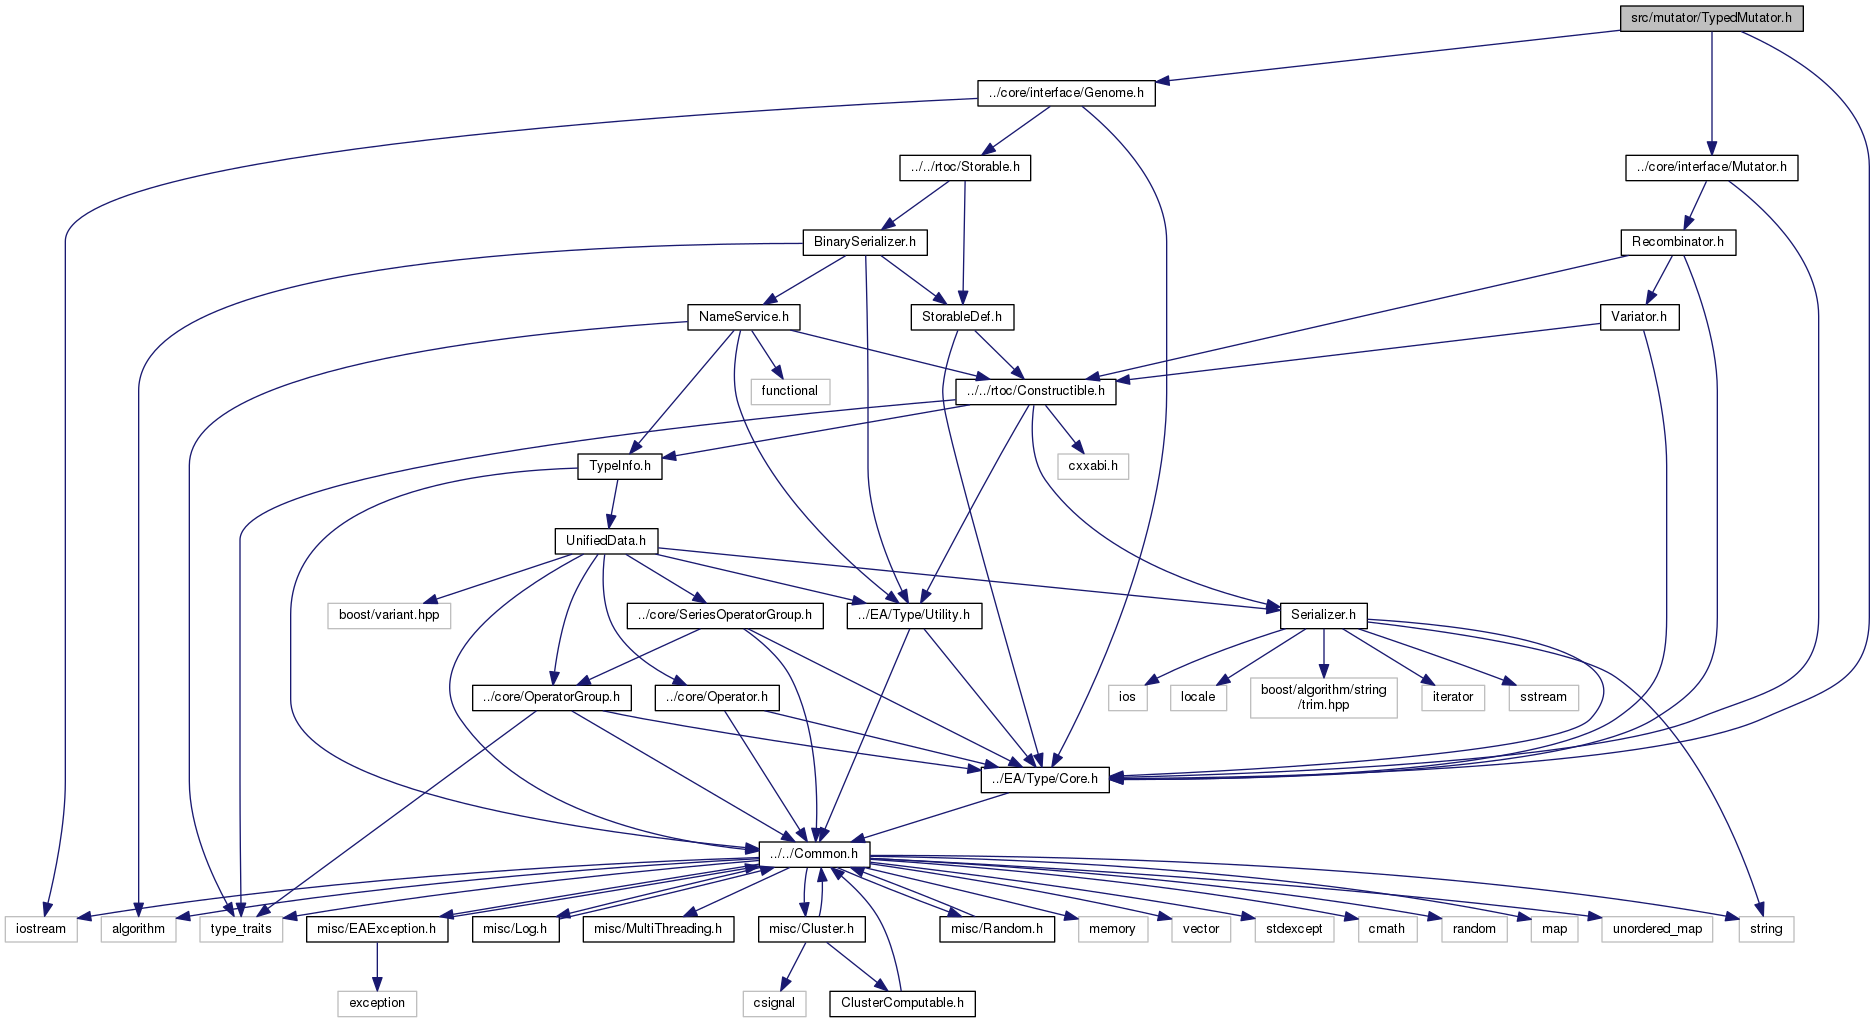 src/mutator/TypedMutator.h
../core/interface/Genome.h
../../rtoc/Storable.h
../core/interface/Mutator.h
BinarySerializer.h
Recombinator.h
NameService.h
StorableDef.h
Variator.h
functional
../../rtoc/Constructible.h
TypeInfo.h
cxxabi.h
UnifiedData.h
boost/variant.hpp
../core/SeriesOperatorGroup.h
../EA/Type/Utility.h
Serializer.h
../core/OperatorGroup.h
../core/Operator.h
ios
locale
boost/algorithm/string
/trim.hpp
iterator
sstream
../EA/Type/Core.h
../../Common.h
iostream
algorithm
type_traits
misc/EAException.h
misc/Log.h
misc/MultiThreading.h
misc/Cluster.h
misc/Random.h
memory
vector
stdexcept
cmath
random
map
unordered_map
string
exception
csignal
ClusterComputable.h